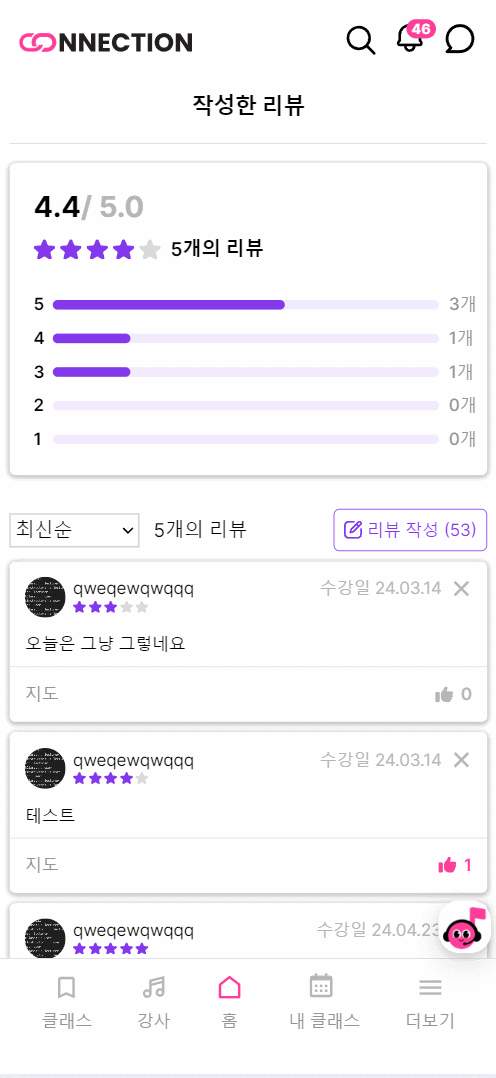 CONNECTION
46
작성한 리뷰
4.4/ 5.0
5개의 리뷰
5 3개
4 1개
3 1개
2 0개
1 0개
최신순 5개의 리뷰 리뷰 작성 (53)
qweqewqwqqq 수강일 24.03.14
오늘은 그냥 그렇네요
지도 0
qweqewqwqqq 수강일 24.03.14
테스트
지도 1
qweqewqwqqq 수강일 24.04.23
클래스 강사 홈 내 클래스 더보기